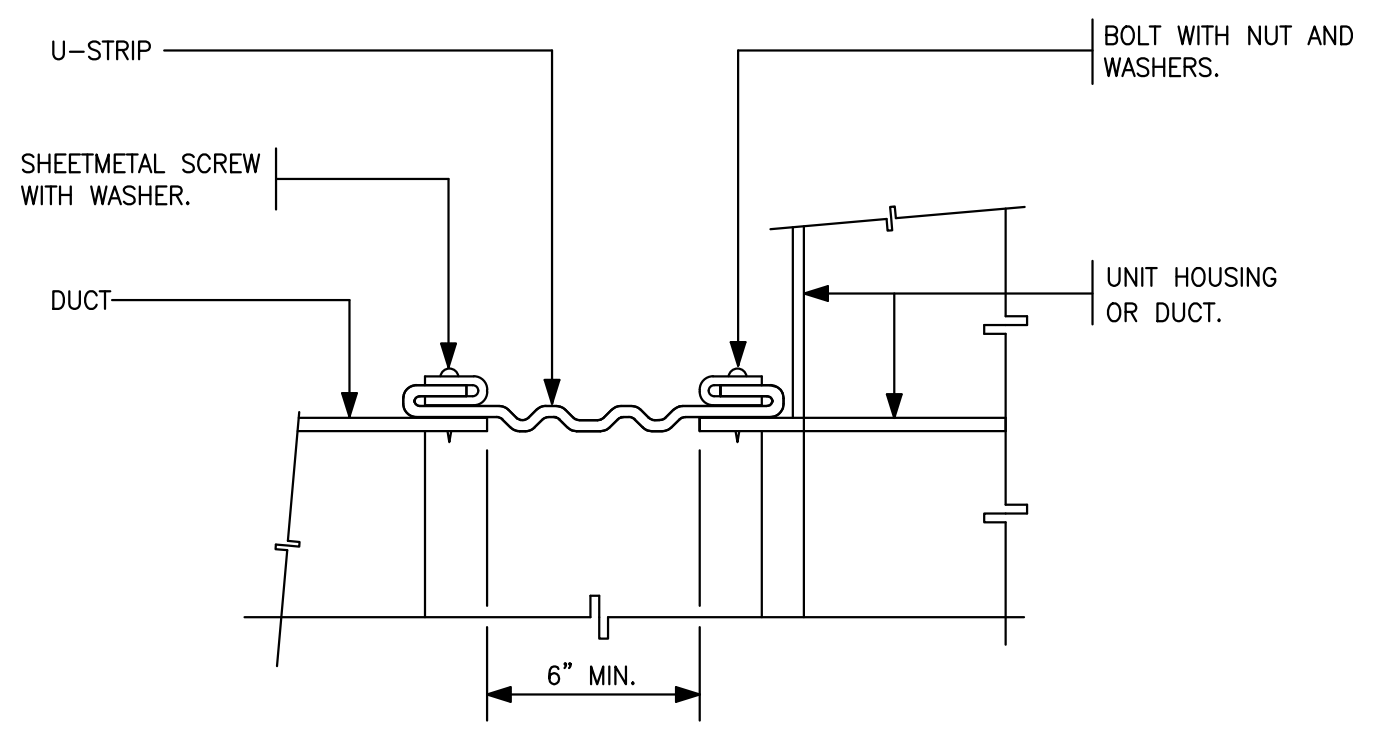 U-STRIP
BOLT WITH NUT AND
WASHERS.
SHEETMETAL SCREW
WITH WASHER.
DUCT
UNIT HOUSING
OR DUCT.
6" MIN.